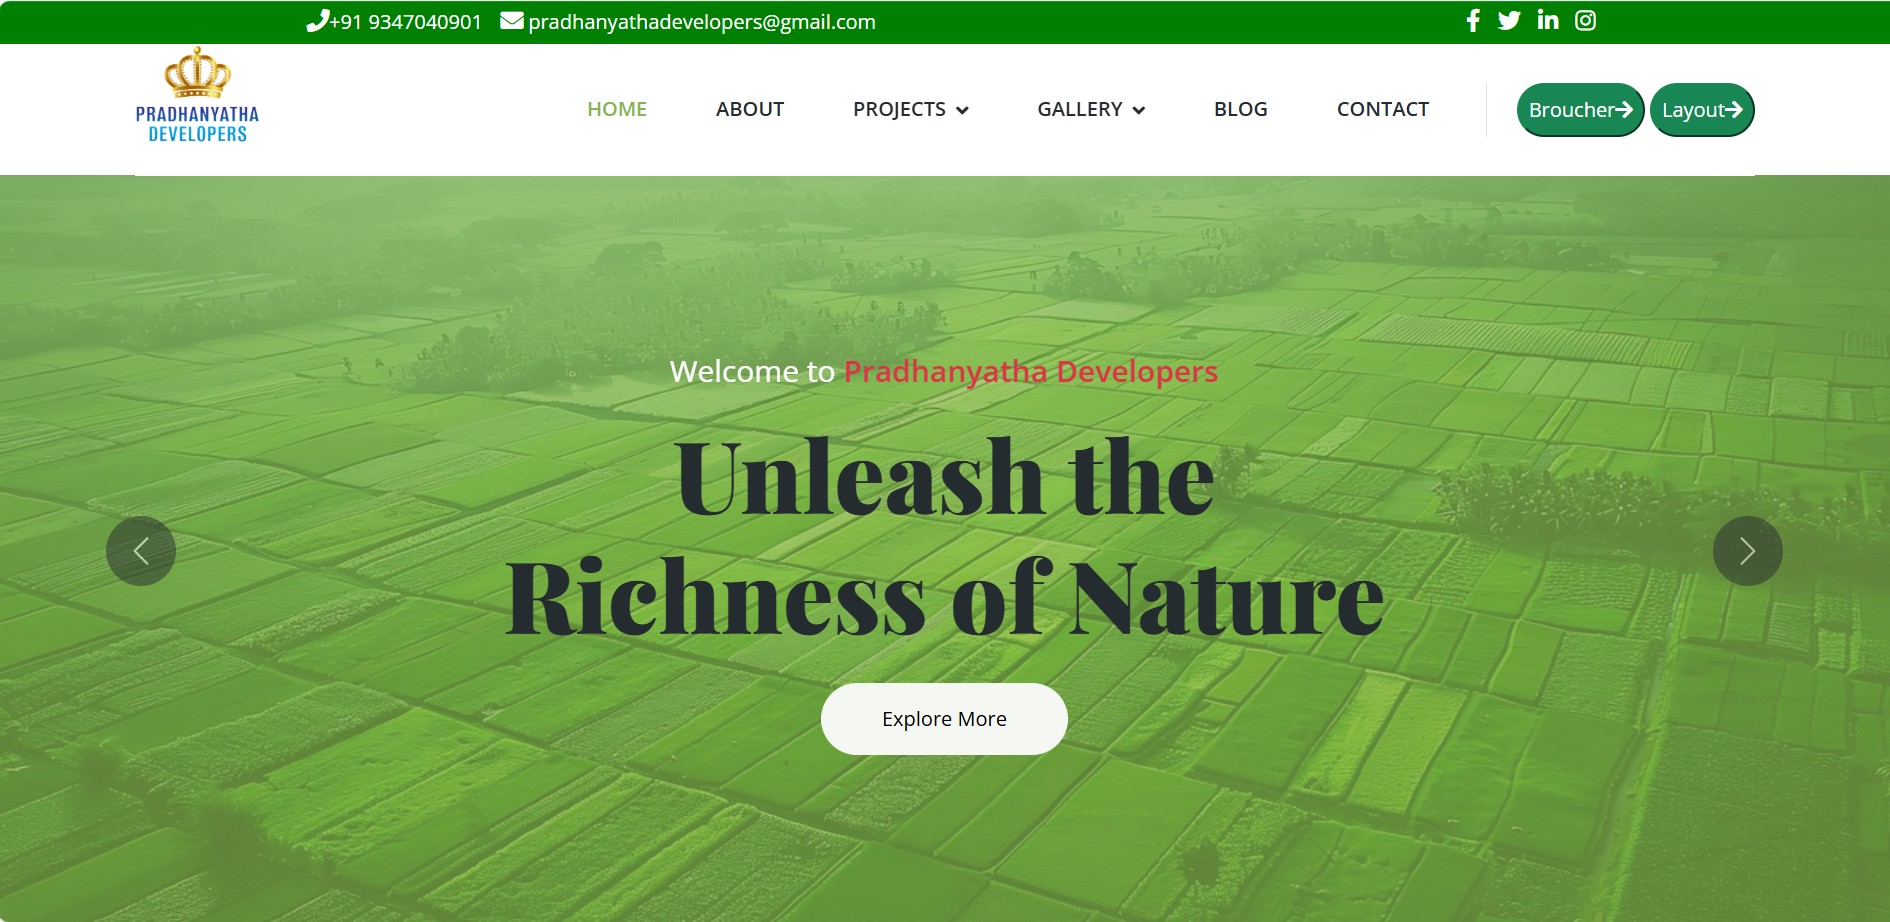 +91 9347040901 pradhanyathadevelopers@gmail.com
PRADHANYATHA
DEVELOPERS
HOME ABOUT PROJECTS GALLERY BLOG CONTACT Broucher Layout
Welcome to Pradhanyatha Developers
Unleash the
Richness of Nature
Explore More